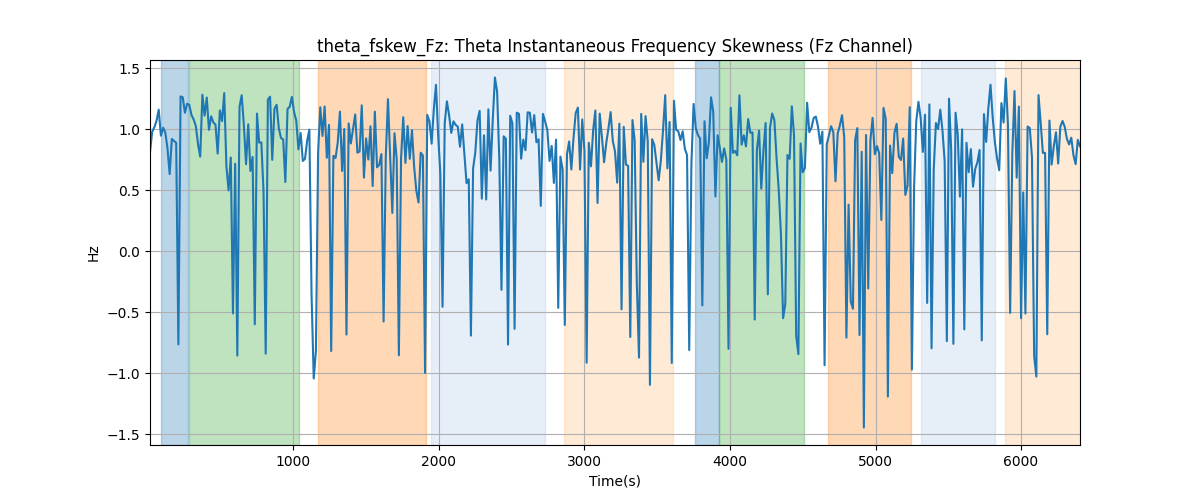 theta_fskew_Fz: Theta Instantaneous Frequency Skewness (Fz Channel)
1.5
1.0
0.5
0.0
−0.5
−1.0
−1.5
Hz
1000 2000 3000 4000 5000 6000
Time(s)